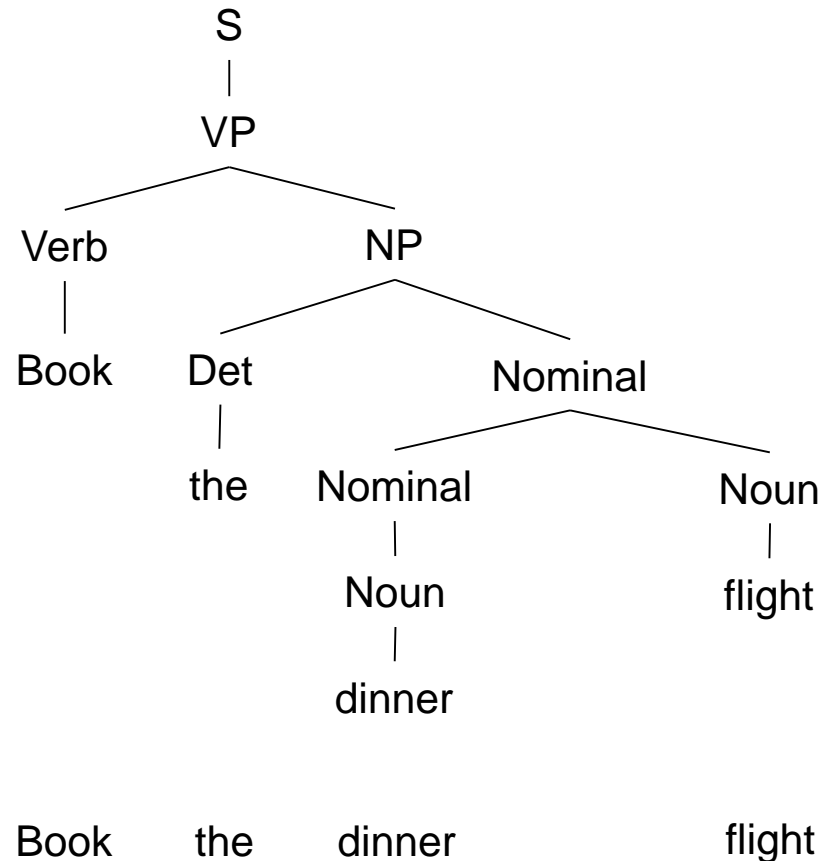 S
VP
Verb NP
Book Det Nominal
the Nominal Noun
Noun flight
dinner
Book the dinner flight